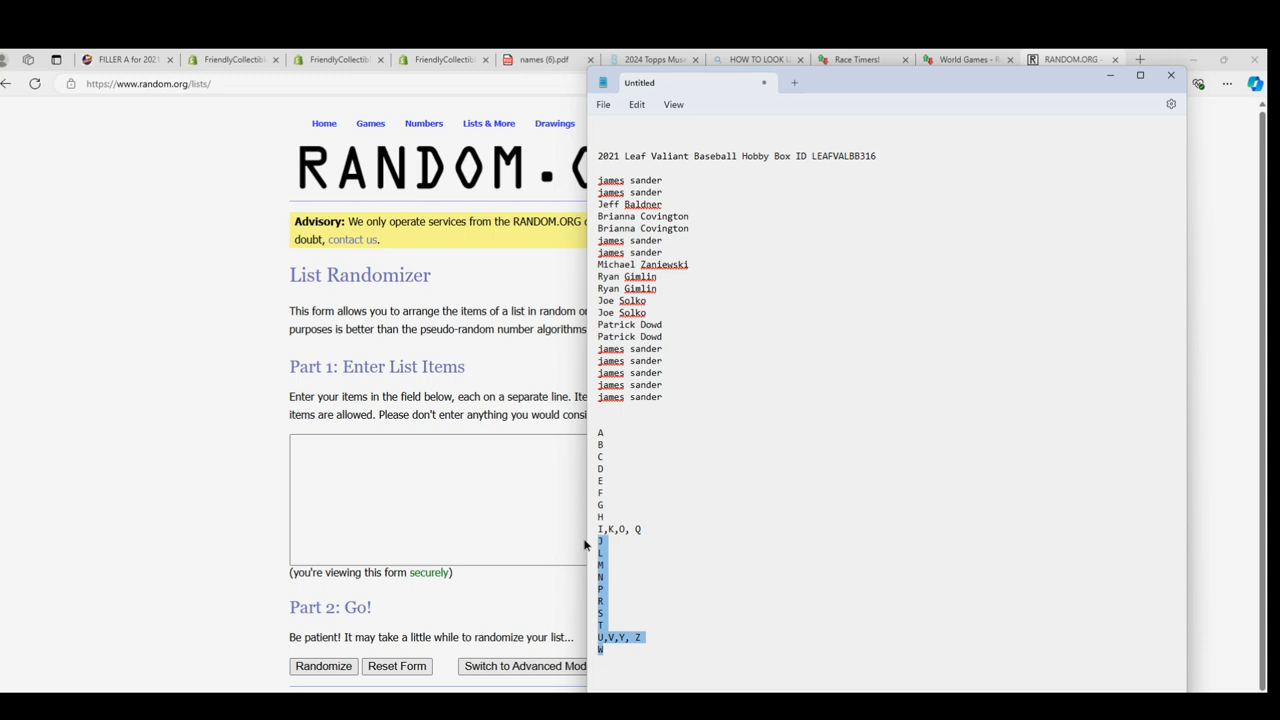 FILLER A for 2021
FriendlyCollectib
FriendlyCollectib
FriendlyCollectib
names (6).pdf
2024 Topps Mus
HOW TO LOOK
Race Timers!
World Games - R
RANDOM.ORG -
https://www.random.org/lists/
Home Games Numbers Lists & More Drawings
RANDOM.
Advisory: We only operate services from the RANDOM.ORG
doubt, contact us.
List Randomizer
This form allows you to arrange the items of a list in random
purposes is better than the pseudo-random number algorithms
Part 1: Enter List Items
Enter your items in the field below, each on a separate line.
items are allowed. Please don't enter anything you would
(you're viewing this form securely)
Part 2: Go!
Be patient! It may take a little while to randomize your list...
Randomize Reset Form Switch to Advanced Mod
Untitled
File Edit View
2021 Leaf Valiant Baseball Hobby Box ID LEAFVALBB316
james sander
james sander
Jeff Baldner
Brianna Covington
Brianna Covington
james sander
james sander
Michael Zaniewski
Ryan Gimlin
Ryan Gimlin
Joe Solko
Joe Solko
Patrick Dowd
Patrick Dowd
james sander
james sander
james sander
james sander
james sander
A
B
C
D
E
F
G
H
I,K,O, Q
J
L
M
N
P
R
S
T
U,V,Y, Z
W